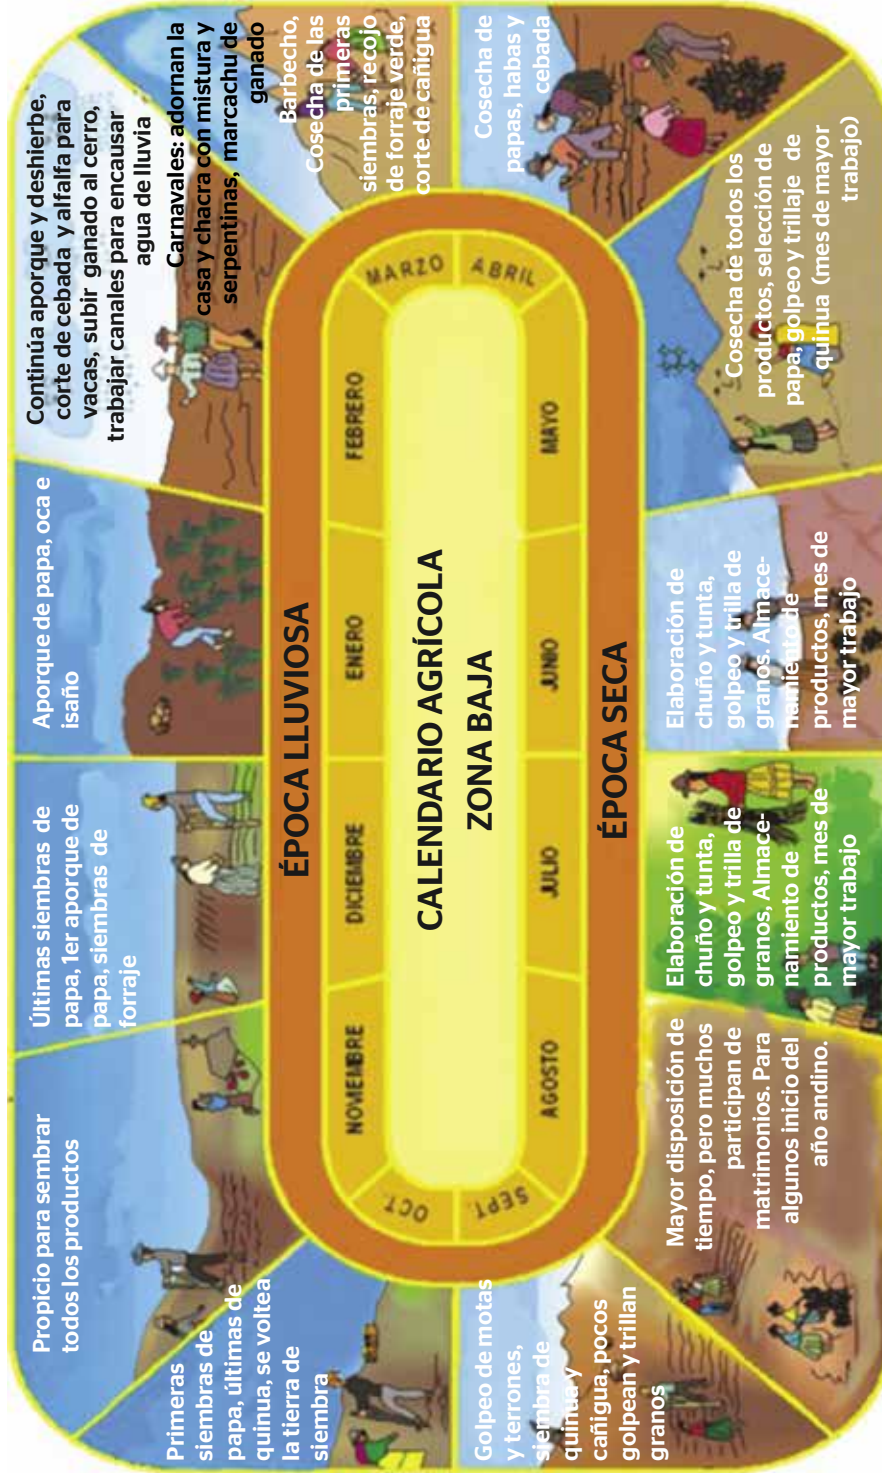 Propicio para sembrar
todos los productos
Últimas siembras de
papa, 1er aporque de
papa, siembras de
forraje
Aporque de papa, oca e
isaño
Continúa aporque y deshierbe,
corte de cebada y alfalfa para
vacas, subir ganado al cerro,
trabajar canales para encausar
agua de lluvia
Carnavales: adornan la
casa y chacra con mistura y
serpentinas, marcachu de
ganado
Barbecho,
Cosecha de las
primeras
siembras, recojo
de forraje verde,
corte de cañigua
Primeras
siembras de
papa, últimas de
quinua, se voltea
la tierra de
siembra
ÉPOCA LLUVIOSA
OCT.
NOVIEMBRE
DICIEMBRE
ENERO
FEBRERO
MARZO
CALENDARIO AGRÍCOLA
ZONA BAJA
SEPT.
AGOSTO
JULIO
JUNIO
MAYO
ABRIL
ÉPOCA SECA
Cosecha de
papas, habas y
cebada
Golpeo de motas
y terrones,
siembra de
quinua y
cañigua, pocos
golpean y trillan
granos
Mayor disposición de
tiempo, pero muchos
participan de
matrimonios. Para
algunos inicio del
año andino.
Elaboración de
chuño y tunta,
golpeo y trilla de
granos, Almace-
namiento de
productos, mes de
mayor trabajo
Elaboración de
chuño y tunta,
golpeo y trilla de
granos. Almace-
namiento de
productos, mes de
mayor trabajo
Cosecha de todos los
productos, selección de
papa, golpeo y trillaje de
quinua (mes de mayor
trabajo)